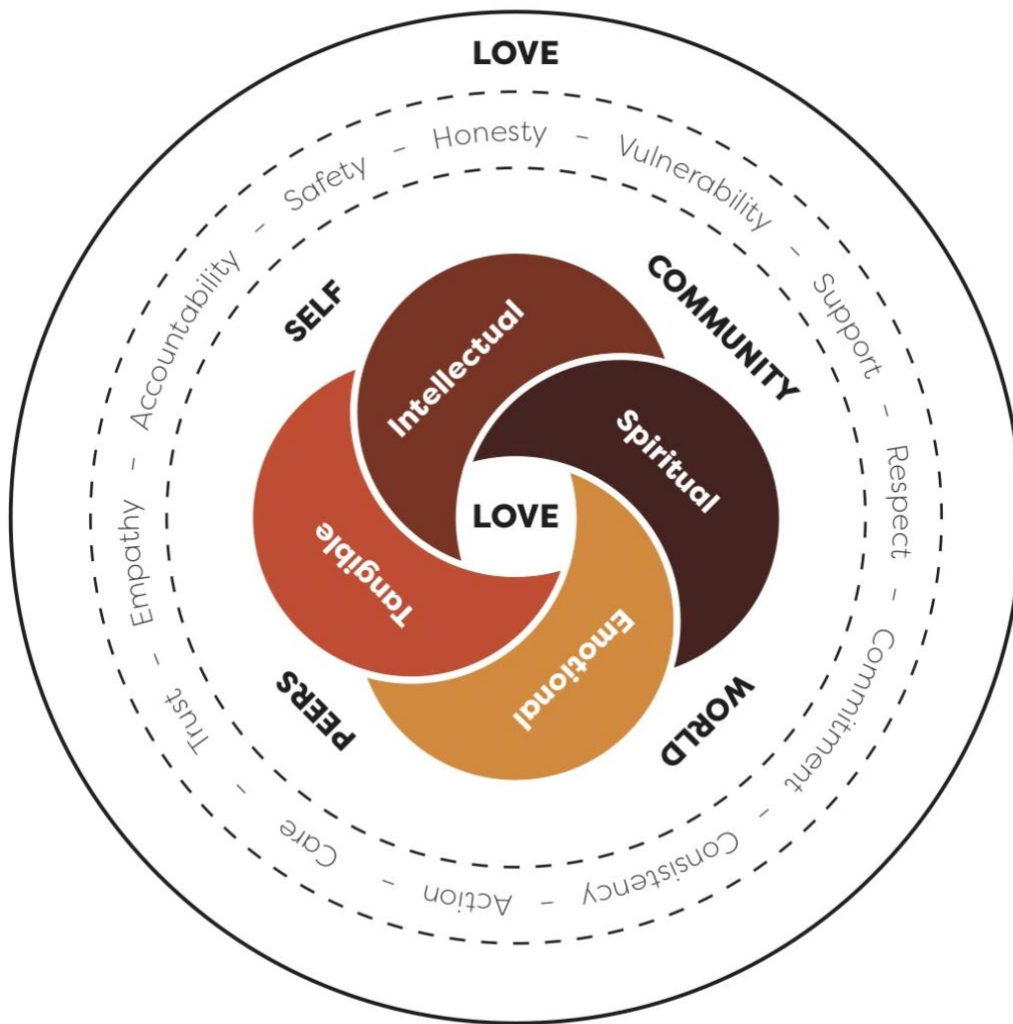 LOVE
Honesty – Vulnerability – Support – Respect – Commitment – Consistency – Action – Care – Trust – Empathy – Accountability – Safety –
SELF
COMMUNITY
WORLD
PEERS
Intellectual
Spiritual
Emotional
Tangible
LOVE